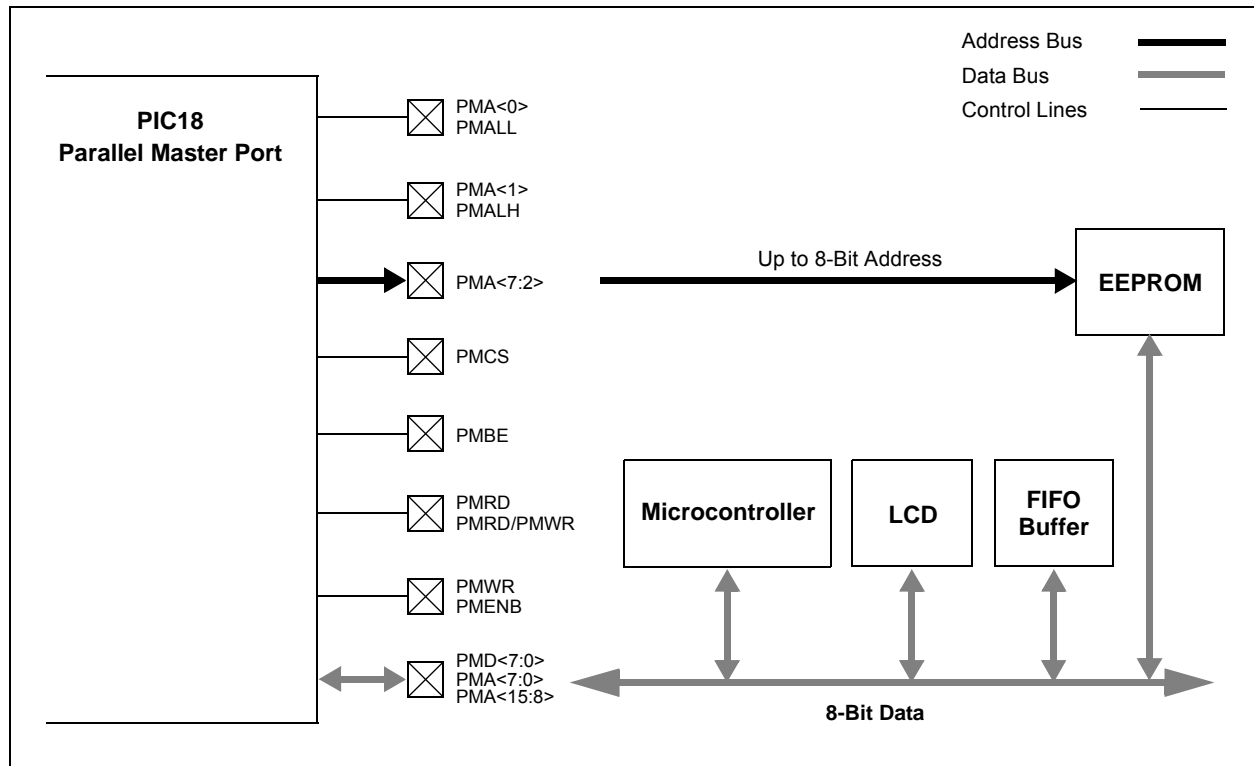 Address Bus
Data Bus
Control Lines
PIC18
Parallel Master Port
PMA<0>
PMALL
PMA<1>
PMALH
PMA<7:2>
Up to 8-Bit Address
EEPROM
PMCS
PMBE
PMRD
PMRD/PMWR
Microcontroller
LCD
FIFO
Buffer
PMWR
PMENB
PMD<7:0>
PMA<7:0>
PMA<15:8>
8-Bit Data